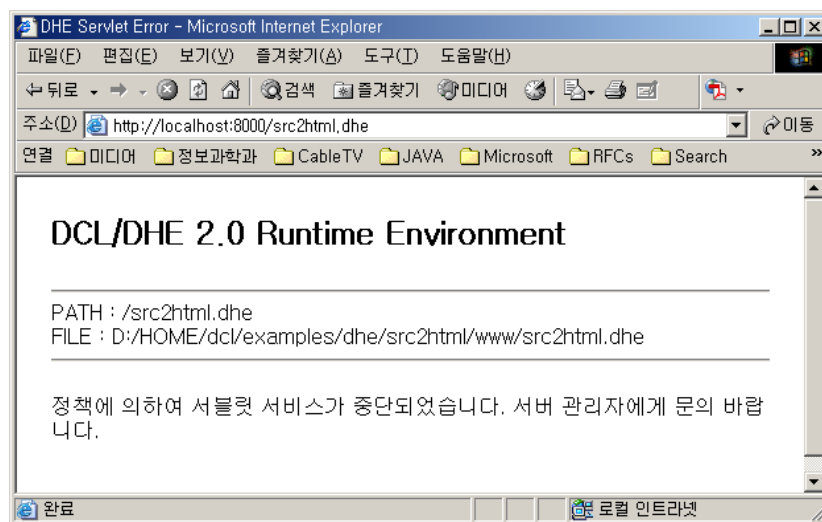 DHE Servlet Error - Microsoft Internet Explorer
파일(F) 편집(E) 보기(V) 즐겨찾기(A) 도구(T) 도움말(H)
뒤로 검색 즐겨찾기 미디어
주소(D) http://localhost:8000/src2html.dhe 이동
연결 미디어 정보과학과 CableTV JAVA Microsoft RFCs Search »
DCL/DHE 2.0 Runtime Environment
PATH : /src2html.dhe
FILE : D:/HOME/dcl/examples/dhe/src2html/www/src2html.dhe
정책에 의하여 서블릿 서비스가 중단되었습니다. 서버 관리자에게 문의 바랍
니다.
완료 로컬 인트라넷